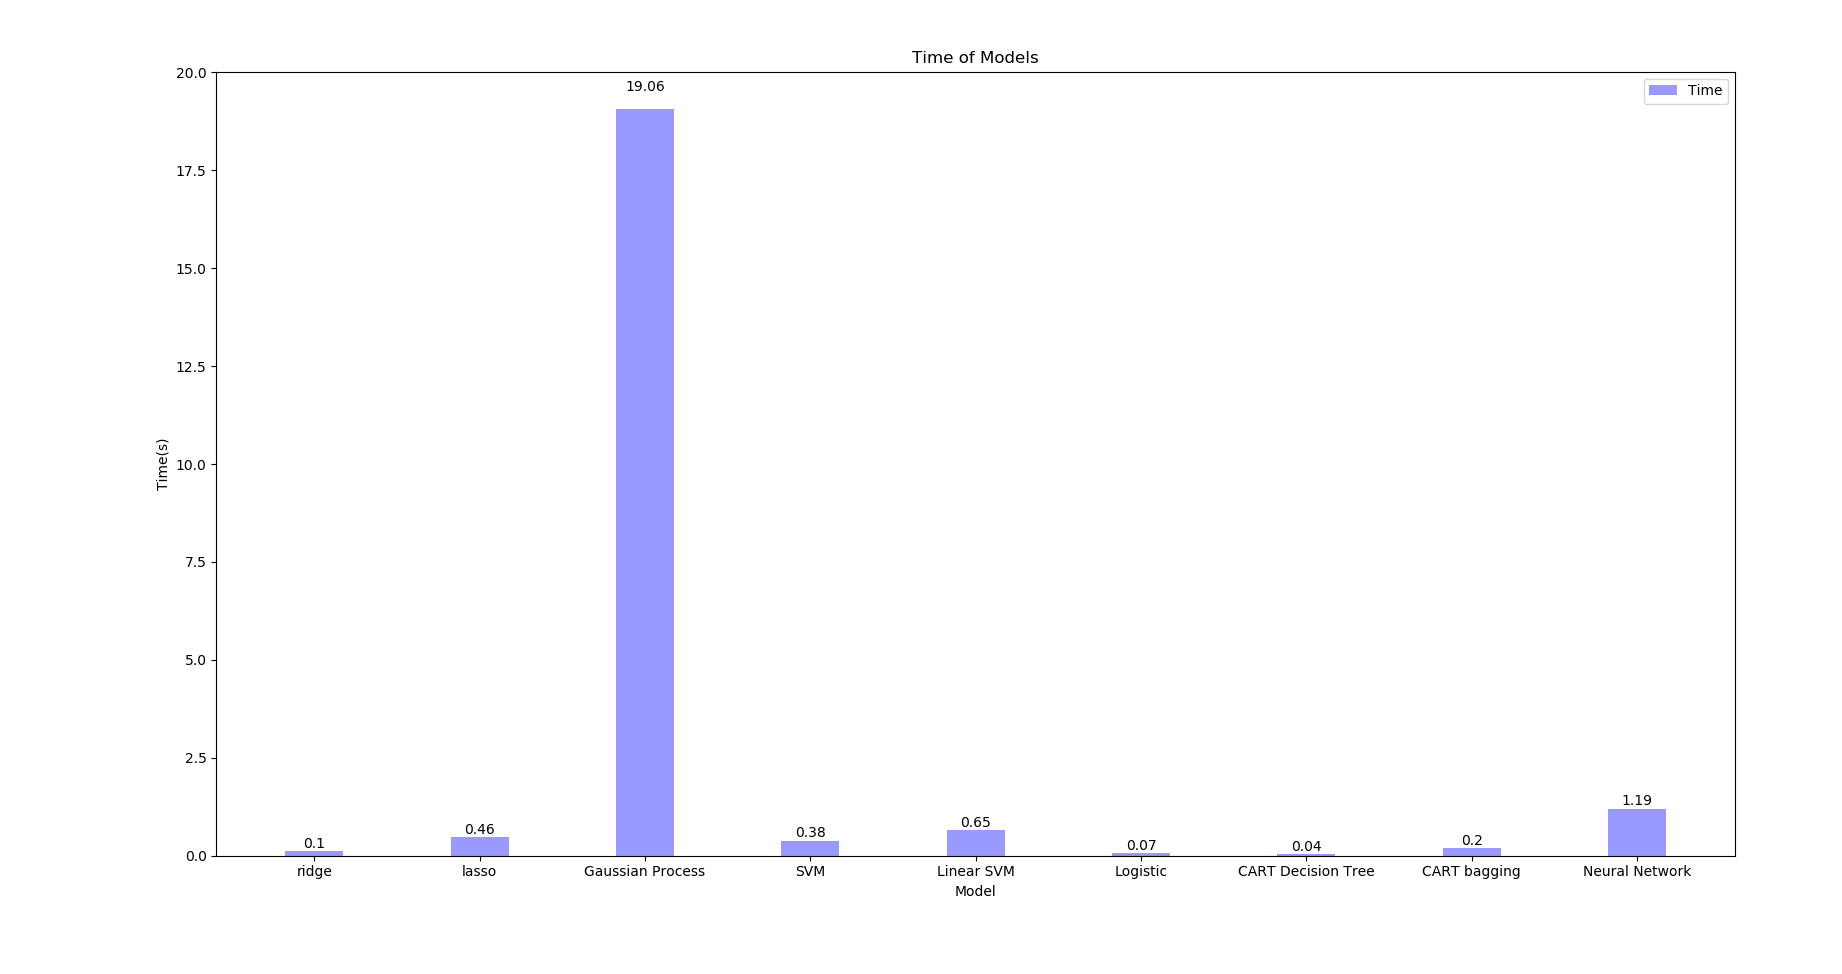 Time of Models
Time
20.0
17.5
15.0
12.5
10.0
7.5
5.0
2.5
0.0
Time(s)
0.1
0.46
19.06
0.38
0.65
0.07
0.04
0.2
1.19
ridge
lasso
Gaussian Process
SVM
Linear SVM
Logistic
CART Decision Tree
CART bagging
Neural Network
Model